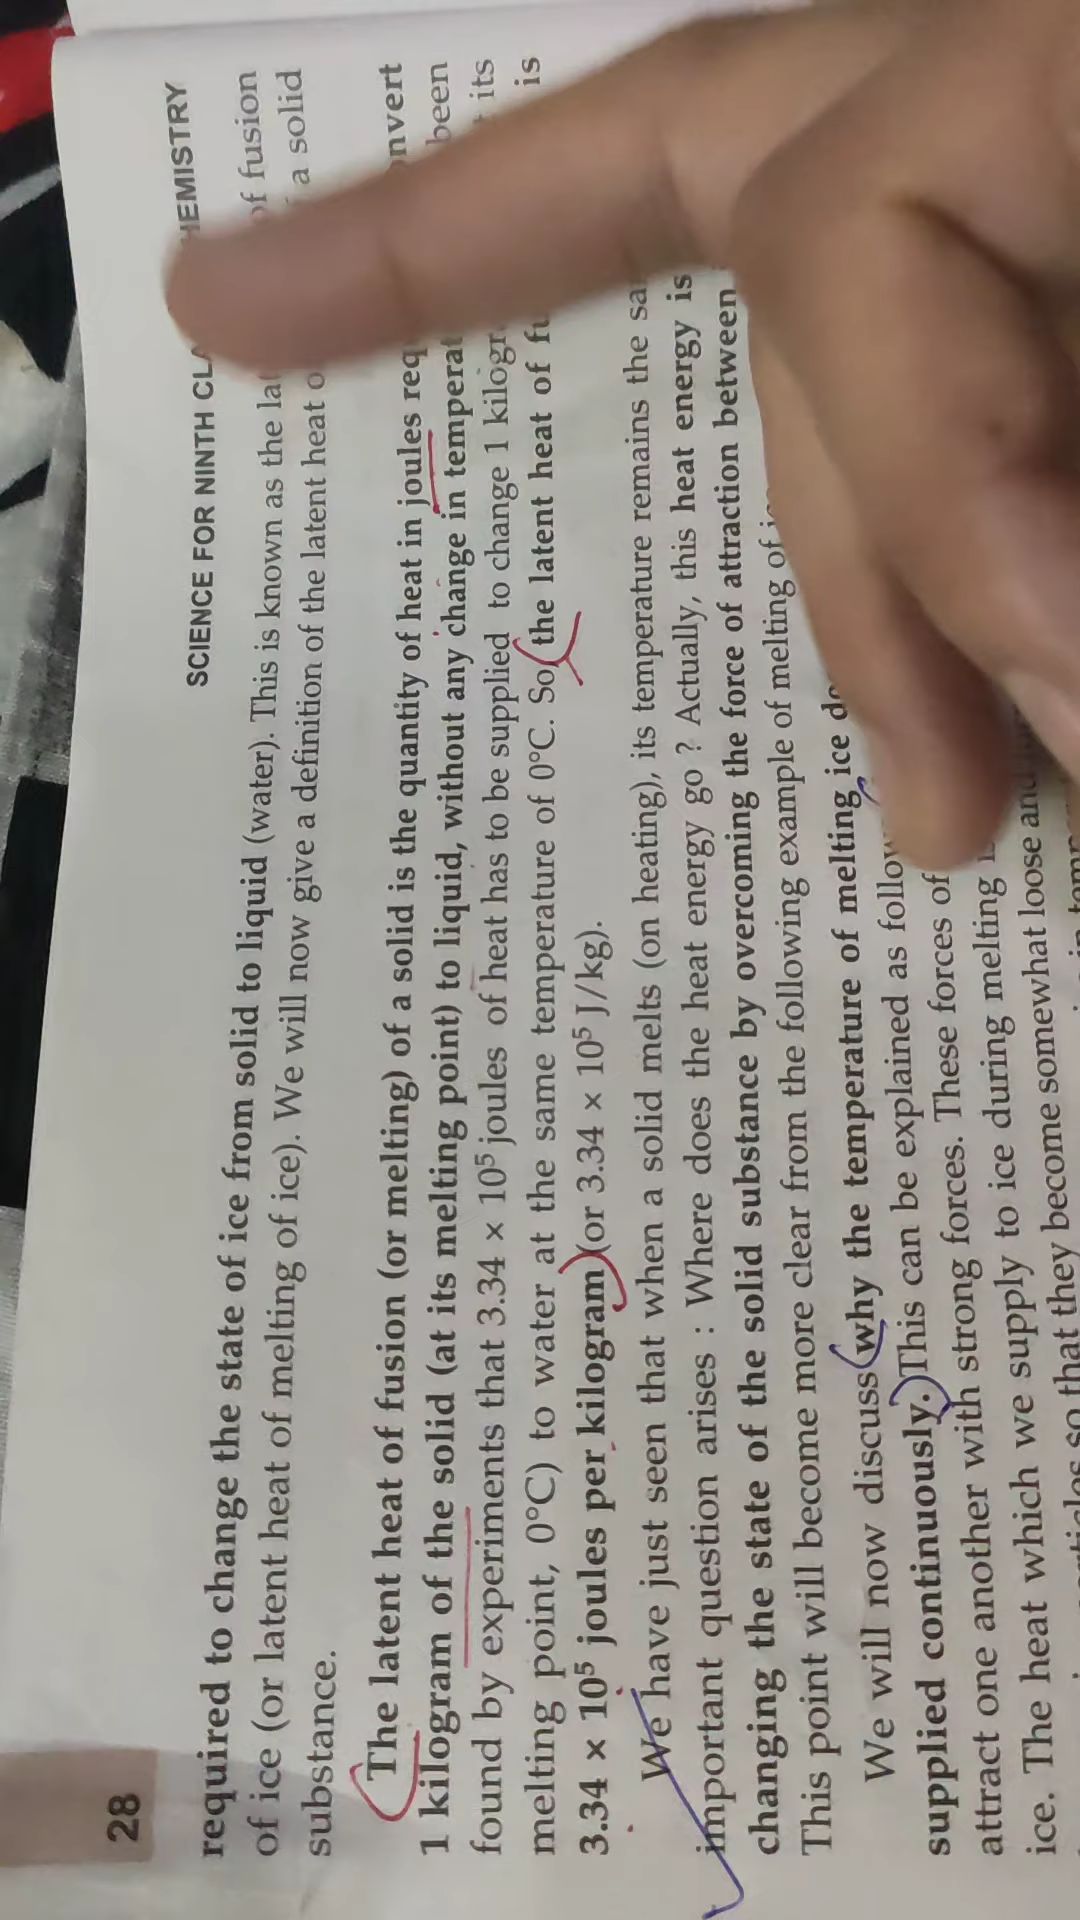 28
SCIENCE FOR NINTH HEMISTRY
required to change the state of ice from solid to liquid (water). This is known as the of fusion
of ice (or latent heat of melting of ice). We will now give a definition of the latent heat a solid
substance.
The latent heat of fusion (or melting) of a solid is the quantity of heat in joules
1 kilogram of the solid (at its melting point) to liquid, without any change in been
found by experiments that 3.34 × 10⁵ joules of heat has to be supplied to change 1 its
melting point, 0°C) to water at the same temperature of 0°C. So, the latent heat of is
3.34 × 10⁵ joules per kilogram (or 3.34 × 10⁵ J/kg).
We have just seen that when a solid melts (on heating), its temperature remains the
important question arises : Where does the heat energy go ? Actually, this heat energy is
changing the state of the solid substance by overcoming the force of attraction between
This point will become more clear from the following example of melting of
We will now discuss why the temperature of melting ice
supplied continuously. This can be explained as
attract one another with strong forces. These forces of
ice. The heat which we supply to ice during melting
so that they become somewhat loose